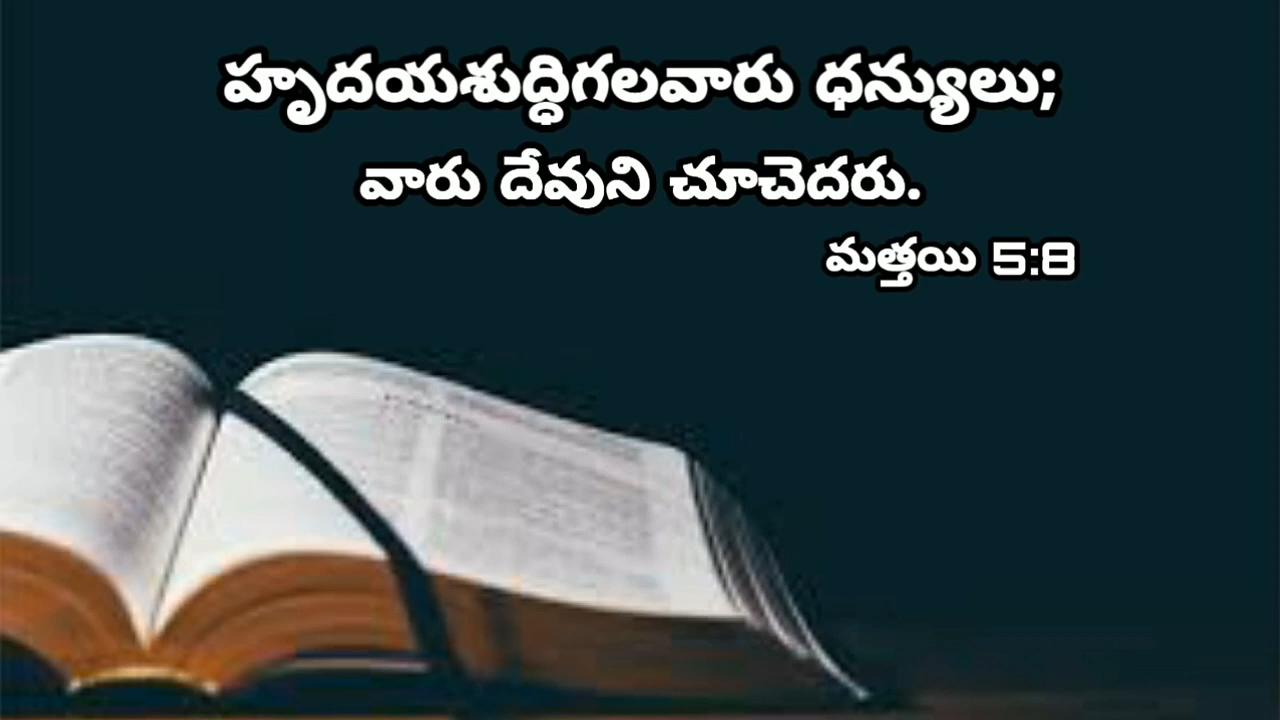 హృదయశుద్ధిగలవారు ధన్యులు;
వారు దేవుని చూచెదరు.
మత్తయి 5:8